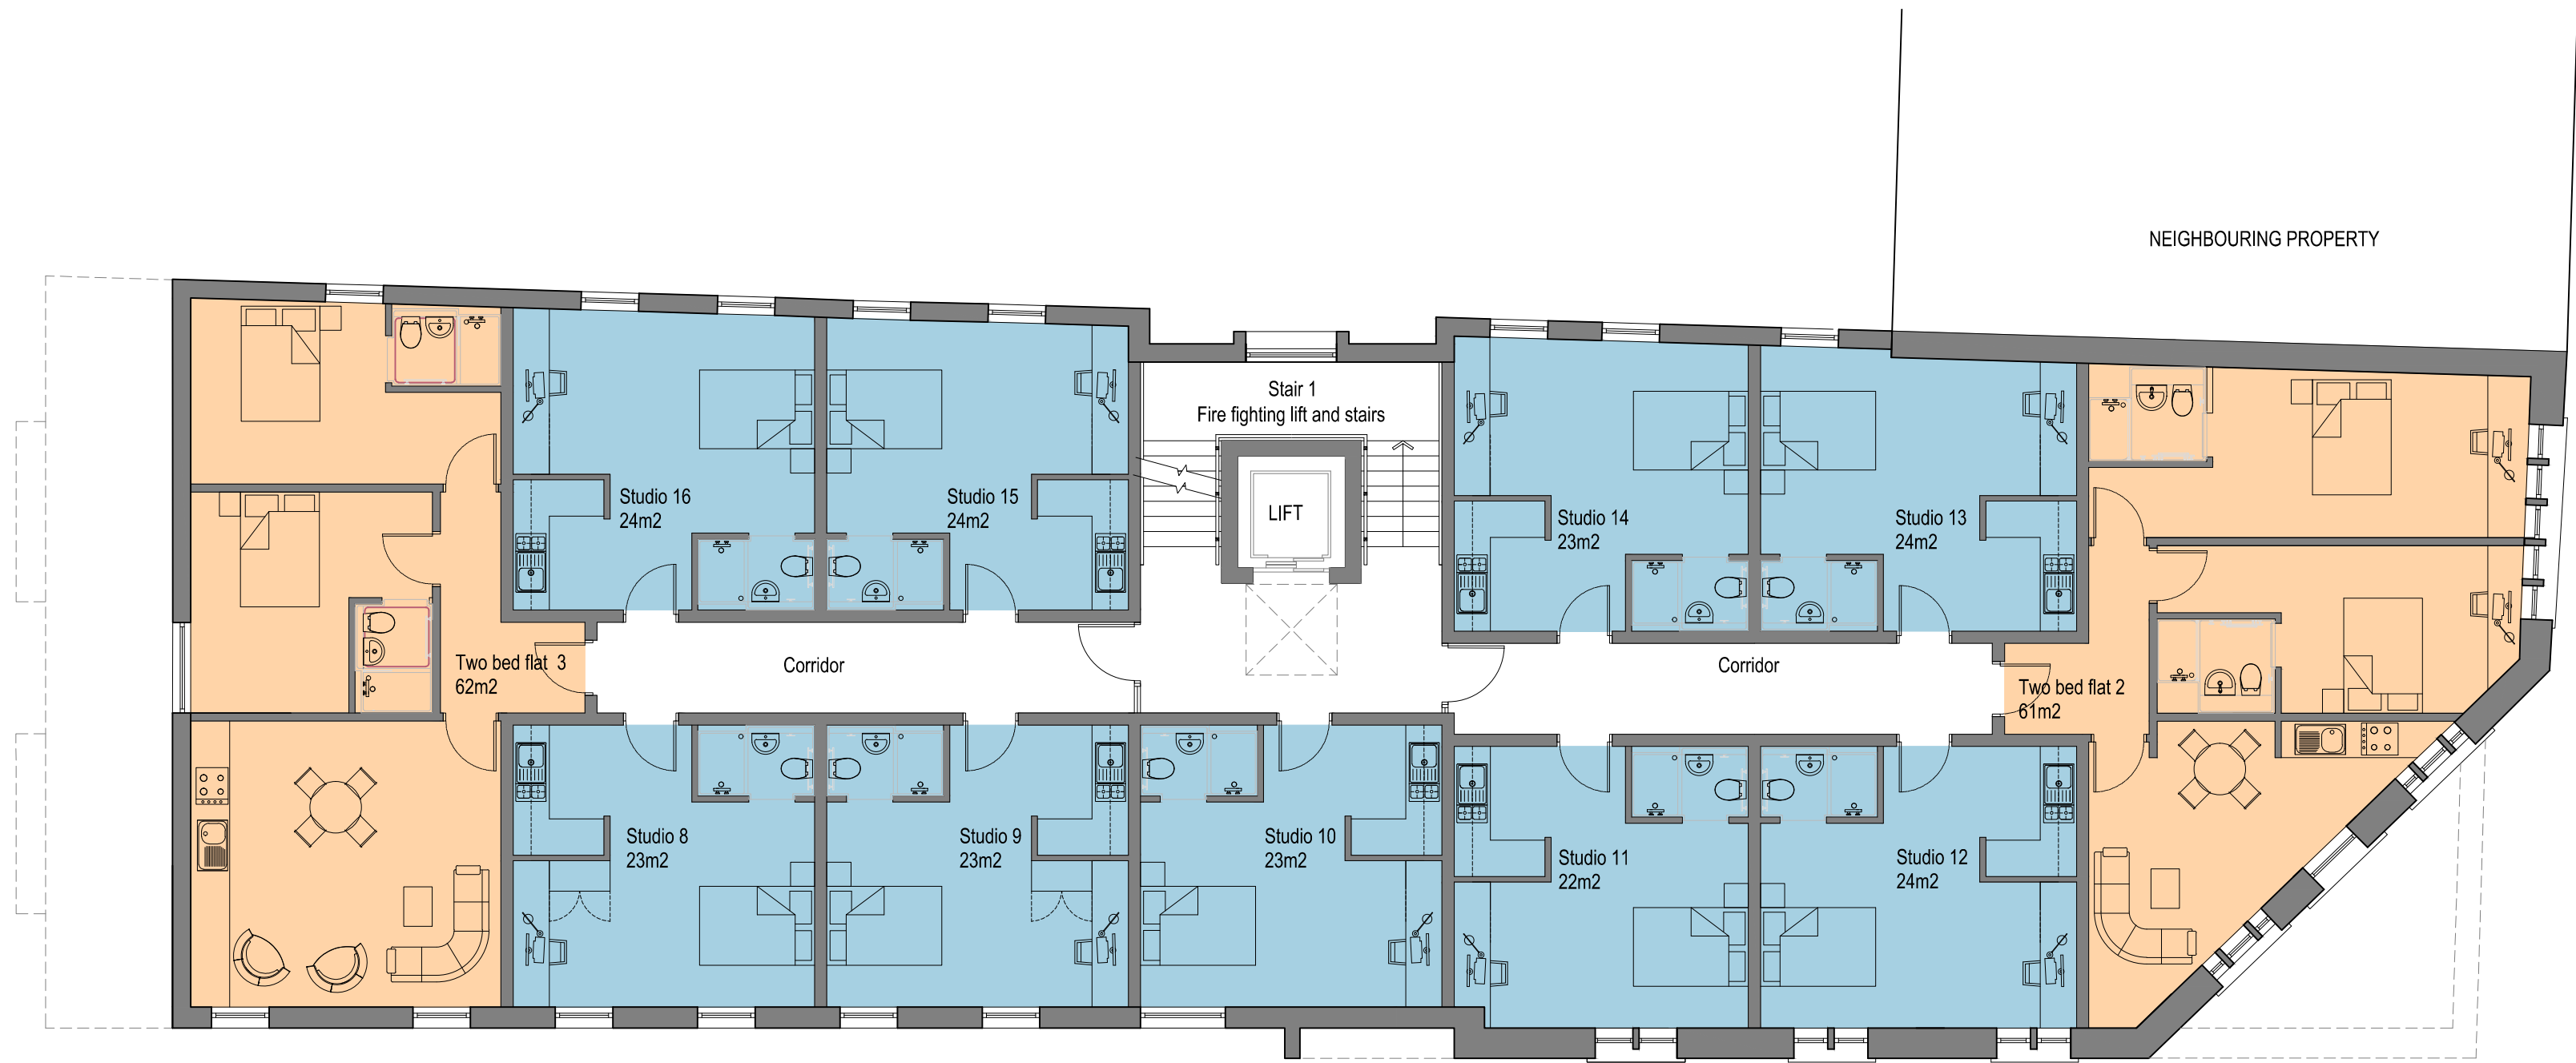 NEIGHBOURING PROPERTY
Stair 1
Fire fighting lift and stairs
LIFT
Studio 16
24m2
Studio 15
24m2
Studio 14
23m2
Studio 13
24m2
Two bed flat  3
62m2
Corridor
Corridor
Two bed flat 2
61m2
Studio 8
23m2
Studio 9
23m2
Studio 10
23m2
Studio 11
22m2
Studio 12
24m2